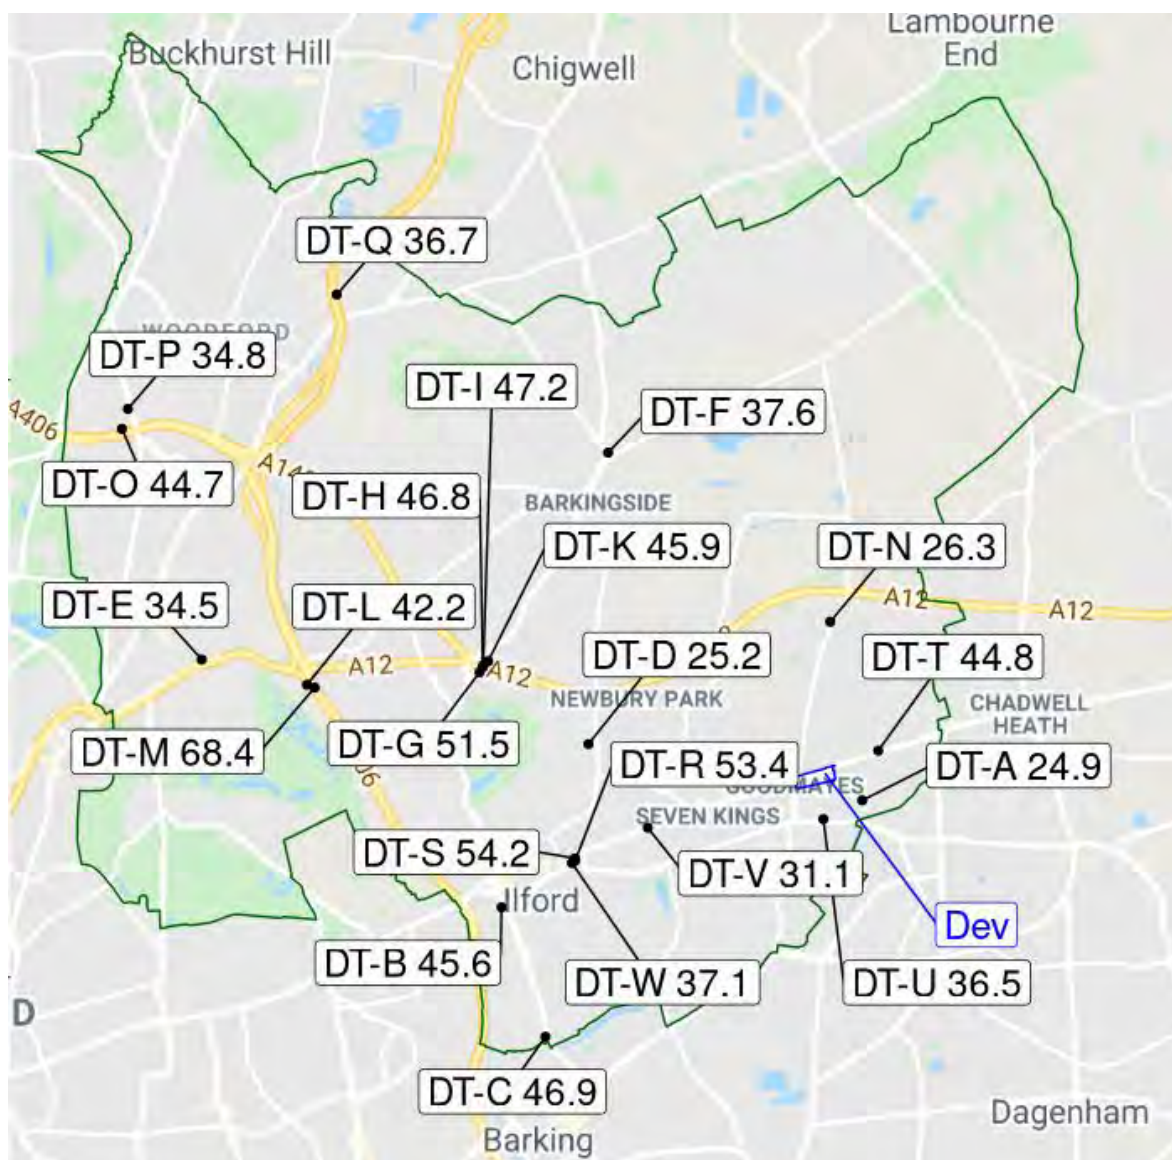 Lambourne
End
Buckhurst Hill
Chigwell
DT-Q 36.7
WOODFORD
DT-P 34.8
DT-I 47.2
DT-F 37.6
A406
DT-O 44.7
DT-H 46.8
BARKINGSIDE
DT-K 45.9
DT-N 26.3
A12
A12
DT-E 34.5
DT-L 42.2
DT-D 25.2
DT-T 44.8
A12
A12
NEWBURY PARK
CHADWELL
HEATH
DT-M 68.4
DT-G 51.5
DT-R 53.4
DT-A 24.9
GOODMAYES
SEVEN KINGS
DT-S 54.2
DT-V 31.1
Ilford
Dev
DT-B 45.6
DT-W 37.1
DT-U 36.5
D
DT-C 46.9
Dagenham
Barking